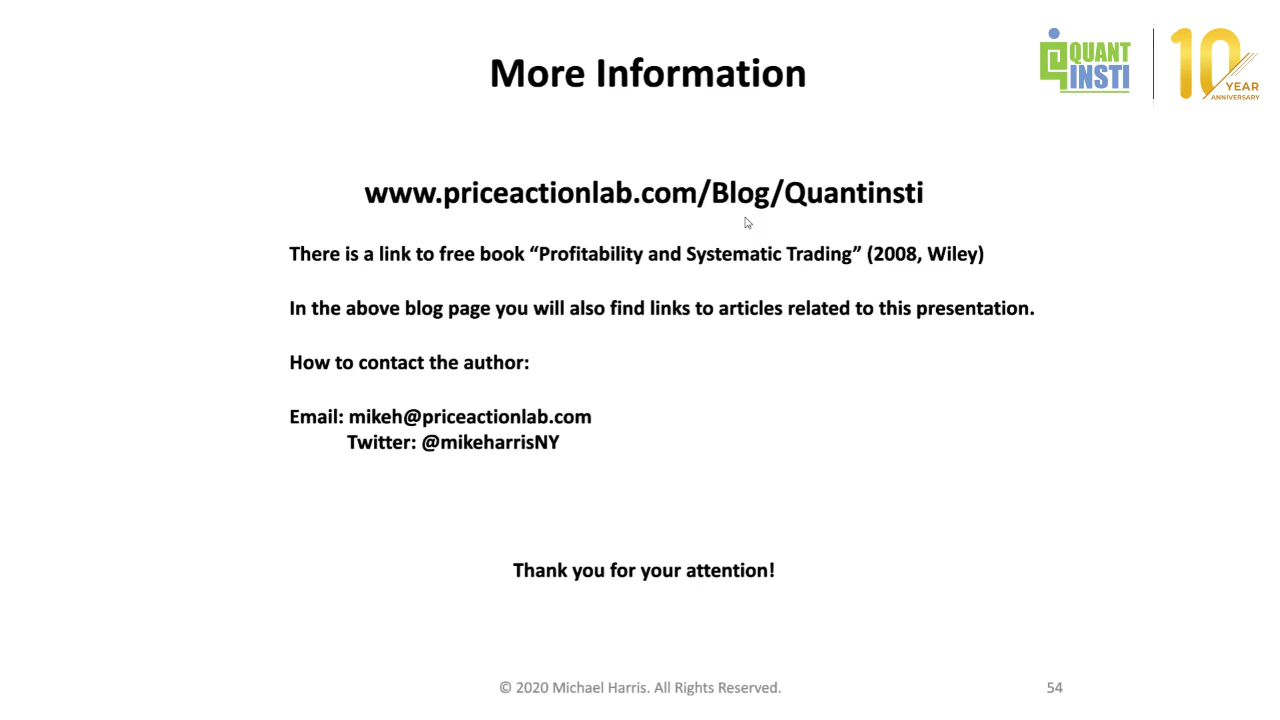 More Information
QUANT
INSTI
10
YEAR
ANNIVERSARY
www.priceactionlab.com/Blog/Quantinsti
There is a link to free book “Profitability and Systematic Trading” (2008, Wiley)
In the above blog page you will also find links to articles related to this presentation.
How to contact the author:
Email: mikeh@priceactionlab.com
Twitter: @mikeharrisNY
Thank you for your attention!
© 2020 Michael Harris. All Rights Reserved.
54